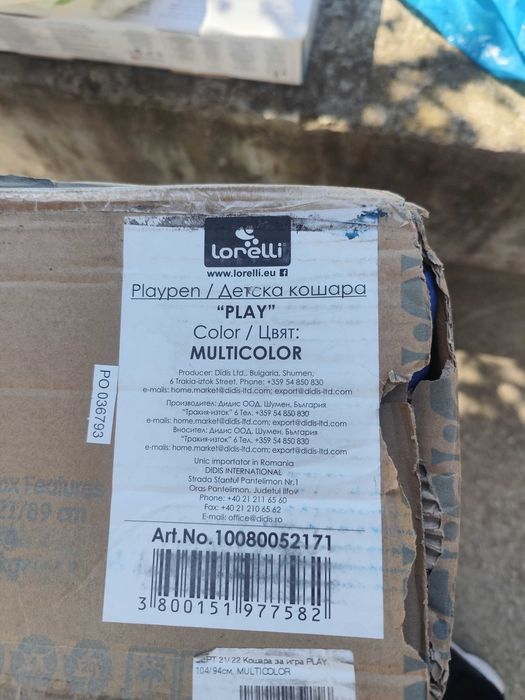 lorelli
www.lorelli.eu
Playpen / Детска кошара
"PLAY"
Color / Цвят:
MULTICOLOR
Producer: Didis Ltd., Bulgaria, Shumen,
6 Trakia-iztok Street, Phone: +359 54 850 830
e-mails: home.market@didis-ltd.com; export@didis-ltd.com
Производител: Дидис ООД, Шумен, България
"Тракия-изток" 6 Тел. +359 54 850 830
e-mails: home.market@didis-ltd.com; export@didis-ltd.com
Вносител: Дидис ООД, Шумен, България
"Тракия-изток" 6 Тел. +359 54 850 830
e-mails: home.market@didis-ltd.com; export@didis-ltd.com
Unic importator in Romania
DIDIS INTERNATIONAL
Strada Sfantul Pantelimon Nr.1
Oras Pantelimon, Judetul Ilfov
Phone: +40 21 211 65 60
Fax: +40 21 210 65 62
E-mail: office@didis.ro
Art.No.10080052171
3 800151 977582
PO 036793
ox Features
/89 cm
21/22 Кошара за игра PLAY
104/94см, MULTICOLOR